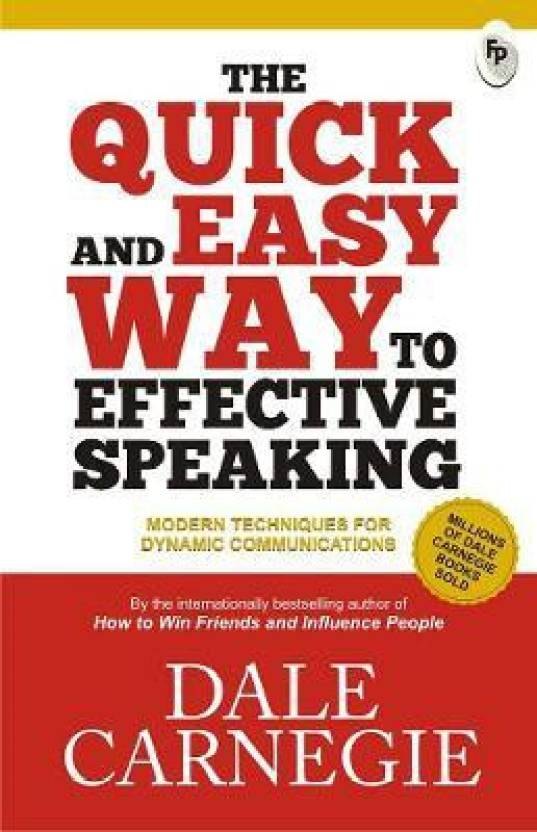 FP
THE
QUICK
AND EASY
WAY TO
EFFECTIVE
SPEAKING
MODERN TECHNIQUES FOR
DYNAMIC COMMUNICATIONS
MILLIONS
OF DALE
CARNEGIE
BOOKS
SOLD
By the internationally bestselling author of
How to Win Friends and Influence People
DALE
CARNEGIE